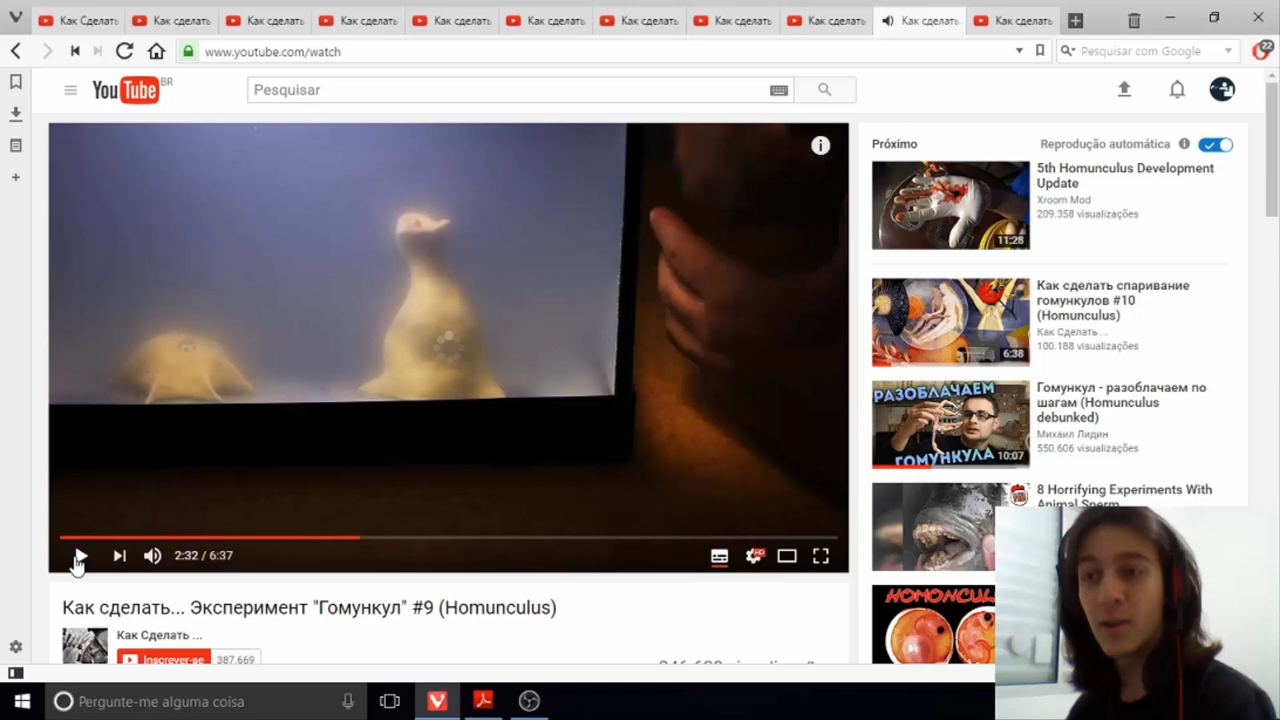 Как Сделать
Как сделать
Как сделать
Как сделать
Как сделать
Как сделать
Как сделать
Как сделать
Как сделать
Как сделать
Как сделать
www.youtube.com/watch
Pesquisar com Google
22
YouTube BR
Pesquisar
Próximo
Reprodução automática
5th Homunculus Development
Update
Xroom Mod
209.358 visualizações
11:28
Как сделать спаривание
гомункулов #10
(Homunculus)
Как Сделать ...
100.188 visualizações
6:38
РАЗОБЛАЧАЕМ
ГОМУНКУЛА
10:07
Гомункул - разоблачаем по
шагам (Homunculus
debunked)
Михаил Лидин
550.606 visualizações
8 Horrifying Experiments With
Animal Sperm
2:32 / 6:37
HD
Как сделать... Эксперимент "Гомункул" #9 (Homunculus)
Как Сделать ...
Inscrever-se
387.669
Pergunte-me alguma coisa